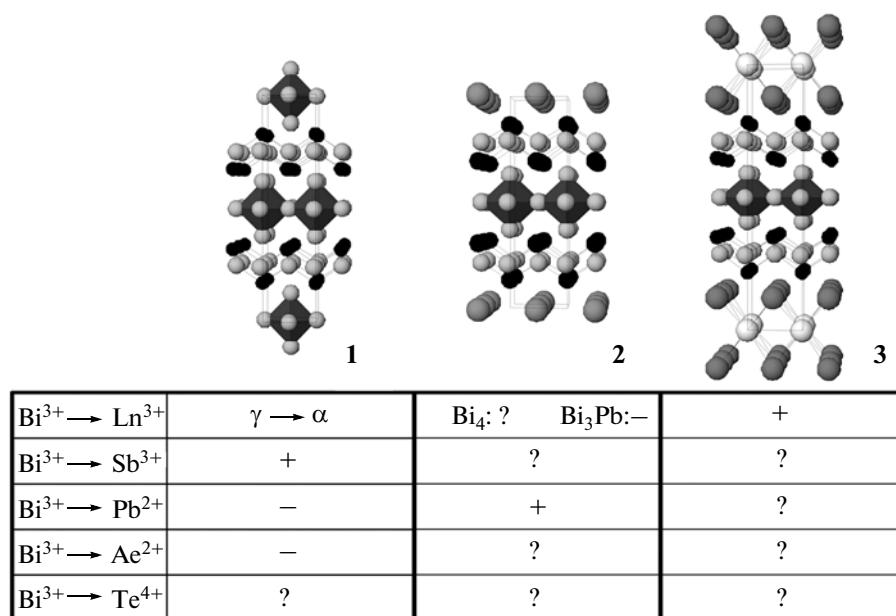 1 2 3
Bi³⁺ → Ln³⁺ γ → α Bi₄: ? Bi₃Pb:– +
Bi³⁺ → Sb³⁺ + ? ?
Bi³⁺ → Pb²⁺ – + ?
Bi³⁺ → Ae²⁺ – ? ?
Bi³⁺ → Te⁴⁺ ? ? ?